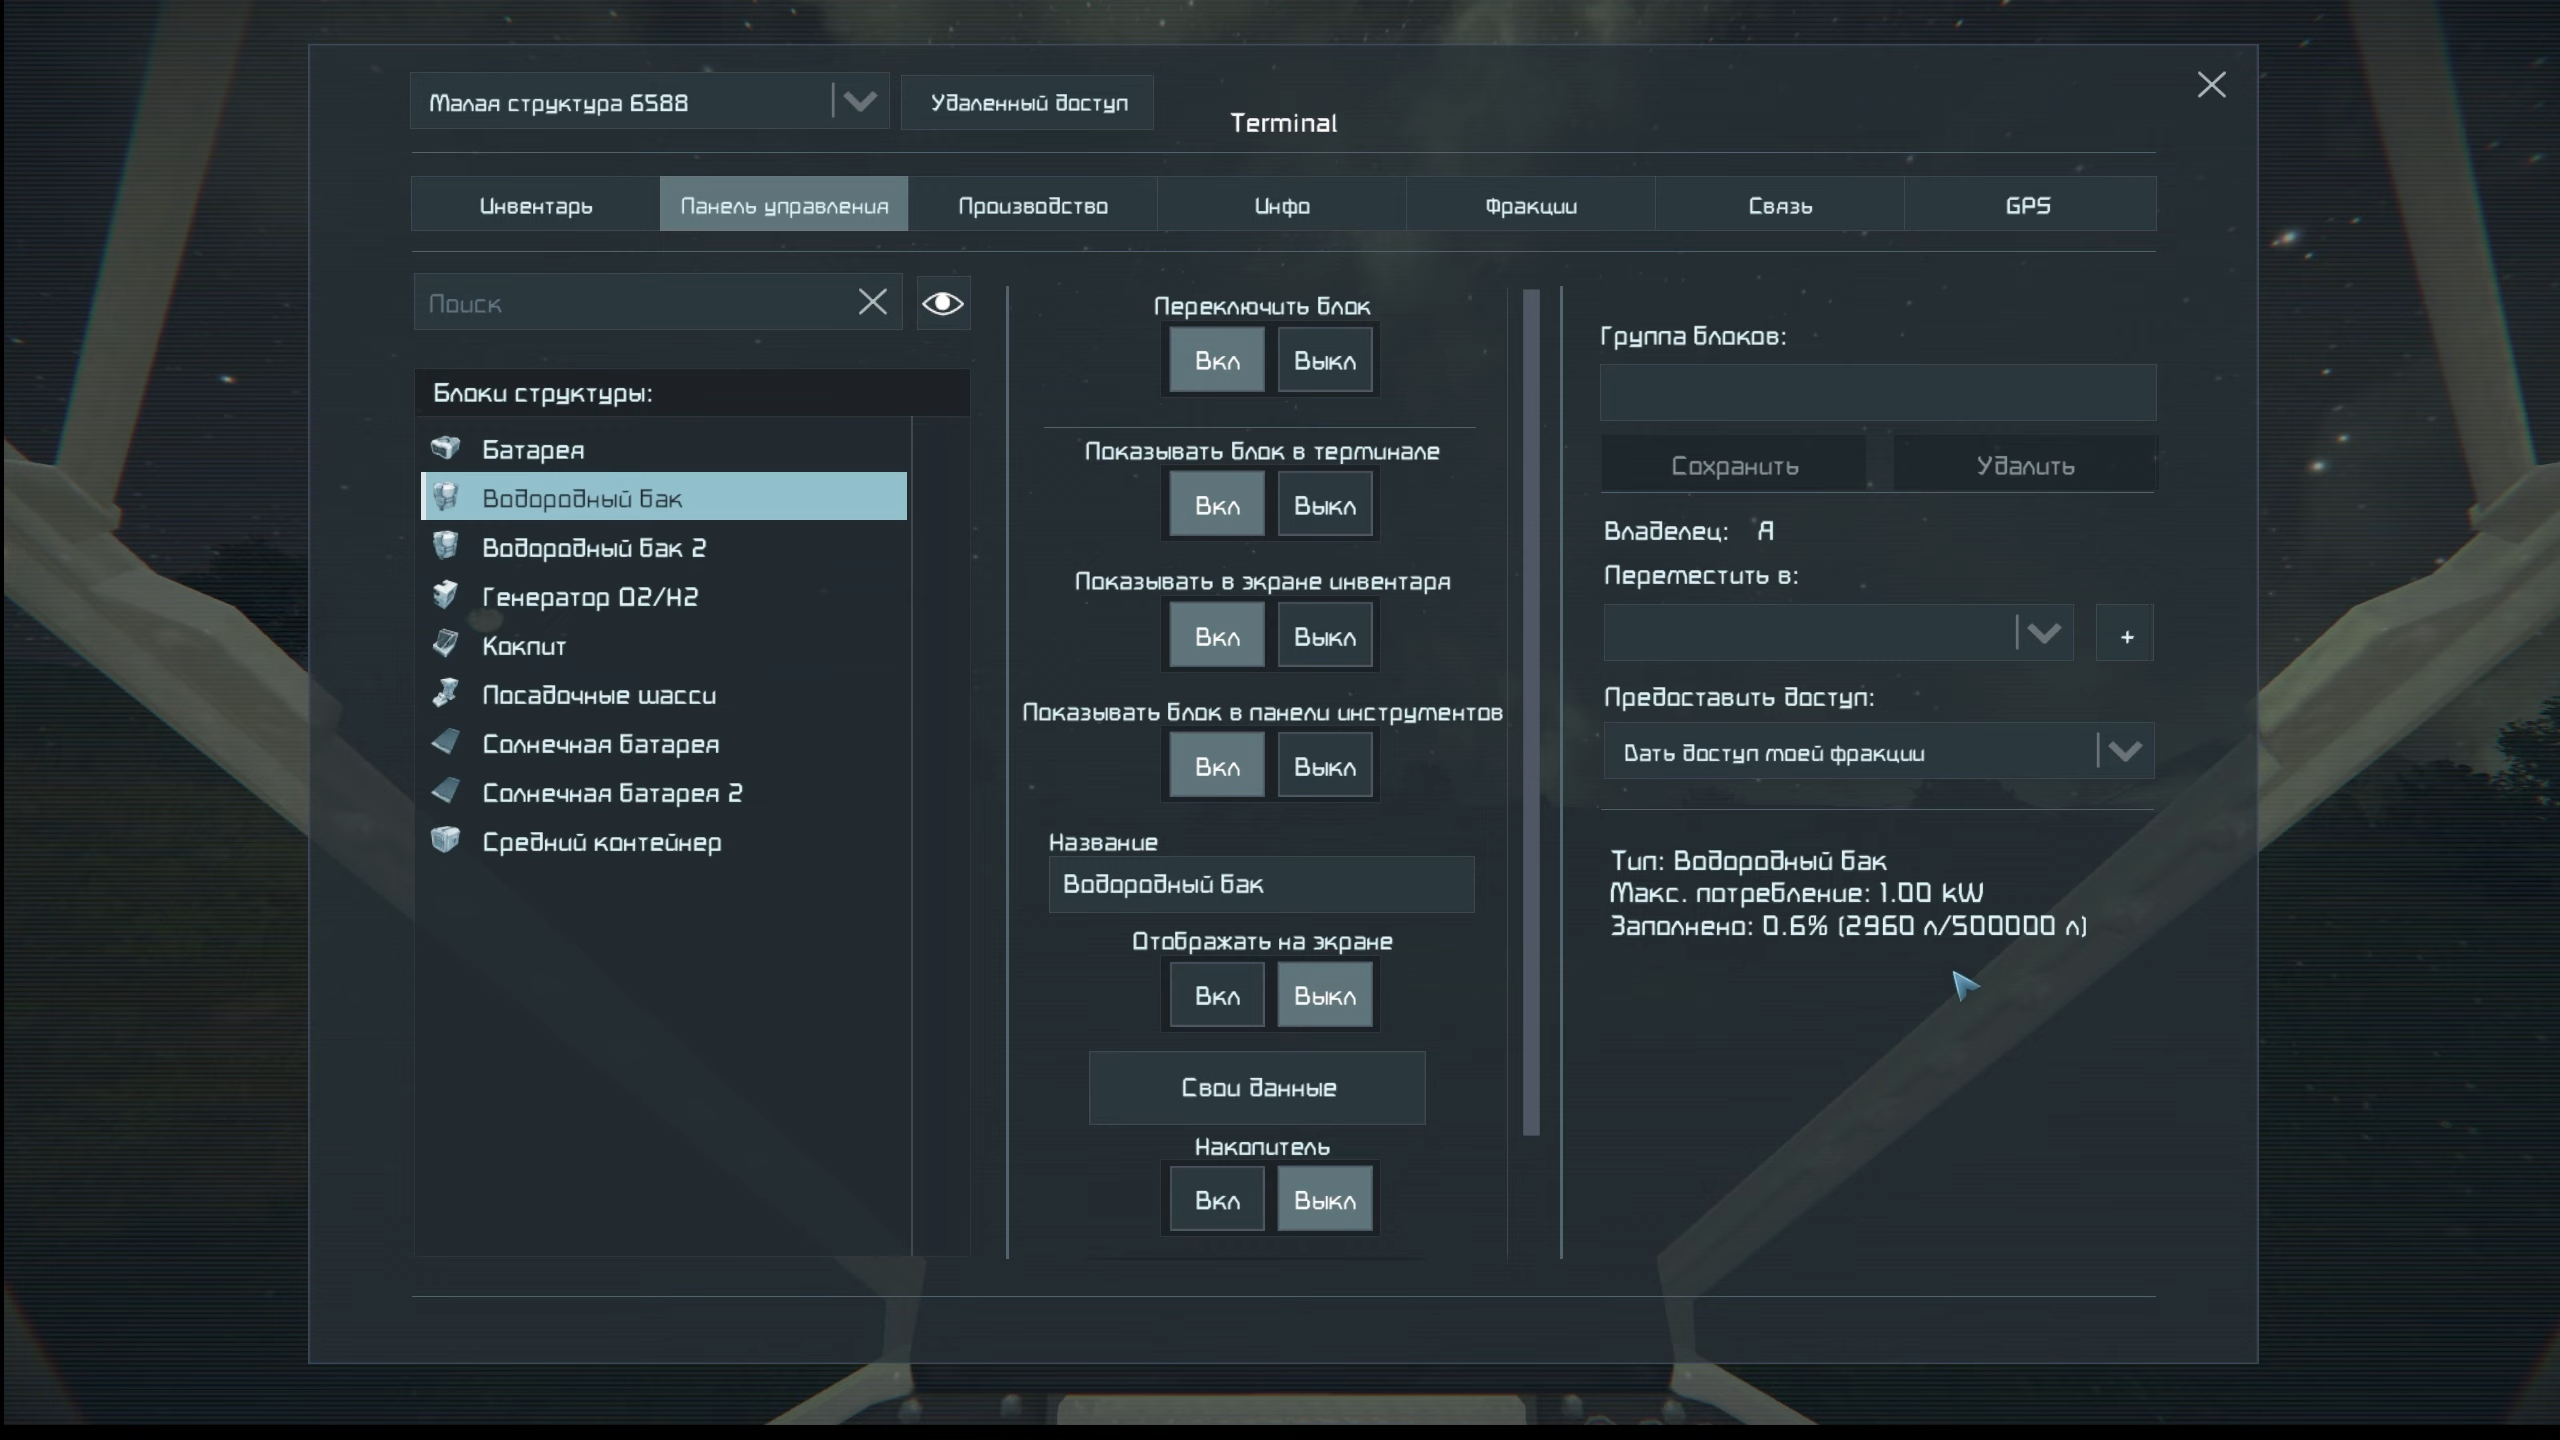 Малая структура 6588
Удаленный доступ
Terminal
Инвентарь
Панель управления
Производство
Инфо
Фракции
Связь
GPS
Поиск
Блоки структуры:
Батарея
Водородный бак
Водородный бак 2
Генератор O2/H2
Кокпит
Посадочные шасси
Солнечная батарея
Солнечная батарея 2
Средний контейнер
Переключить блок
Вкл Выкл
Показывать блок в терминале
Вкл Выкл
Показывать в экране инвентаря
Вкл Выкл
Показывать блок в панели инструментов
Вкл Выкл
Название
Водородный бак
Отображать на экране
Вкл Выкл
Свои данные
Накопитель
Вкл Выкл
Группа блоков:
Сохранить Удалить
Владелец: A
Переместить в:
+
Предоставить доступ:
Дать доступ моей фракции
Тип: Водородный бак
Макс. потребление: 1.00 kW
Заполнено: 0.6% (2960 л/500000 л)